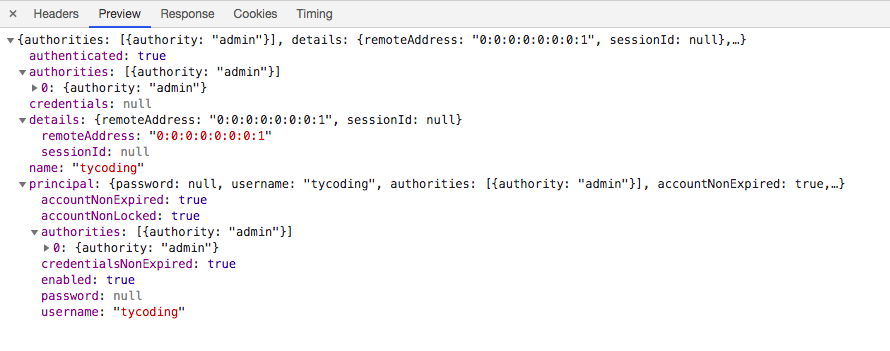 × Headers Preview Response Cookies Timing
▼{authorities: [{authority: "admin"}], details: {remoteAddress: "0:0:0:0:0:0:0:1", sessionId: null},…}
authenticated: true
▼authorities: [{authority: "admin"}]
▶0: {authority: "admin"}
credentials: null
▼details: {remoteAddress: "0:0:0:0:0:0:0:1", sessionId: null}
remoteAddress: "0:0:0:0:0:0:0:1"
sessionId: null
name: "tycoding"
▼principal: {password: null, username: "tycoding", authorities: [{authority: "admin"}], accountNonExpired: true,…}
accountNonExpired: true
accountNonLocked: true
▼authorities: [{authority: "admin"}]
▶0: {authority: "admin"}
credentialsNonExpired: true
enabled: true
password: null
username: "tycoding"